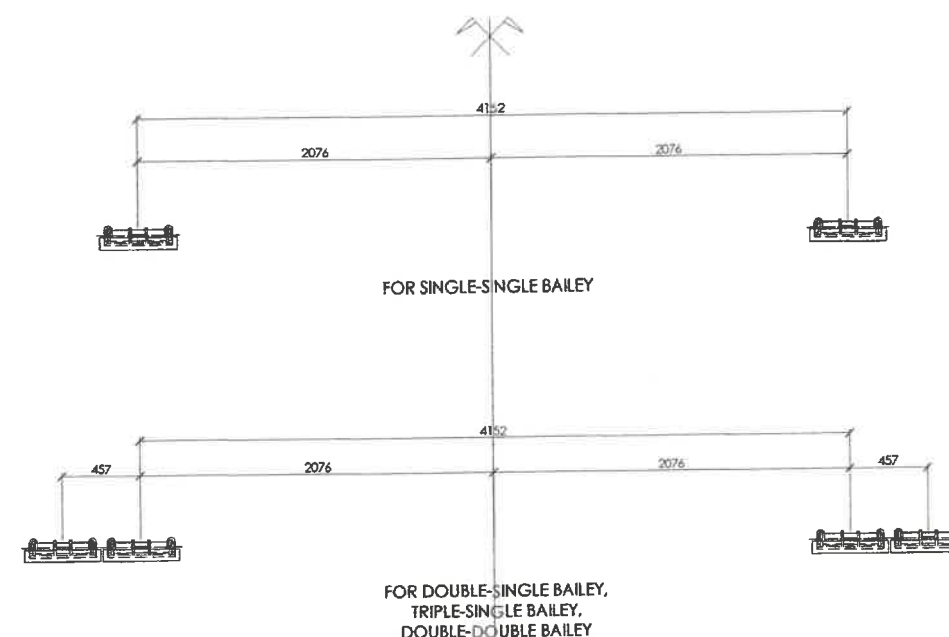 4152
2076 2076
FOR SINGLE-SINGLE BAILEY
4152
457 2076 2076 457
FOR DOUBLE-SINGLE BAILEY,
TRIPLE-SINGLE BAILEY,
DOUBLE-DOUBLE BAILEY